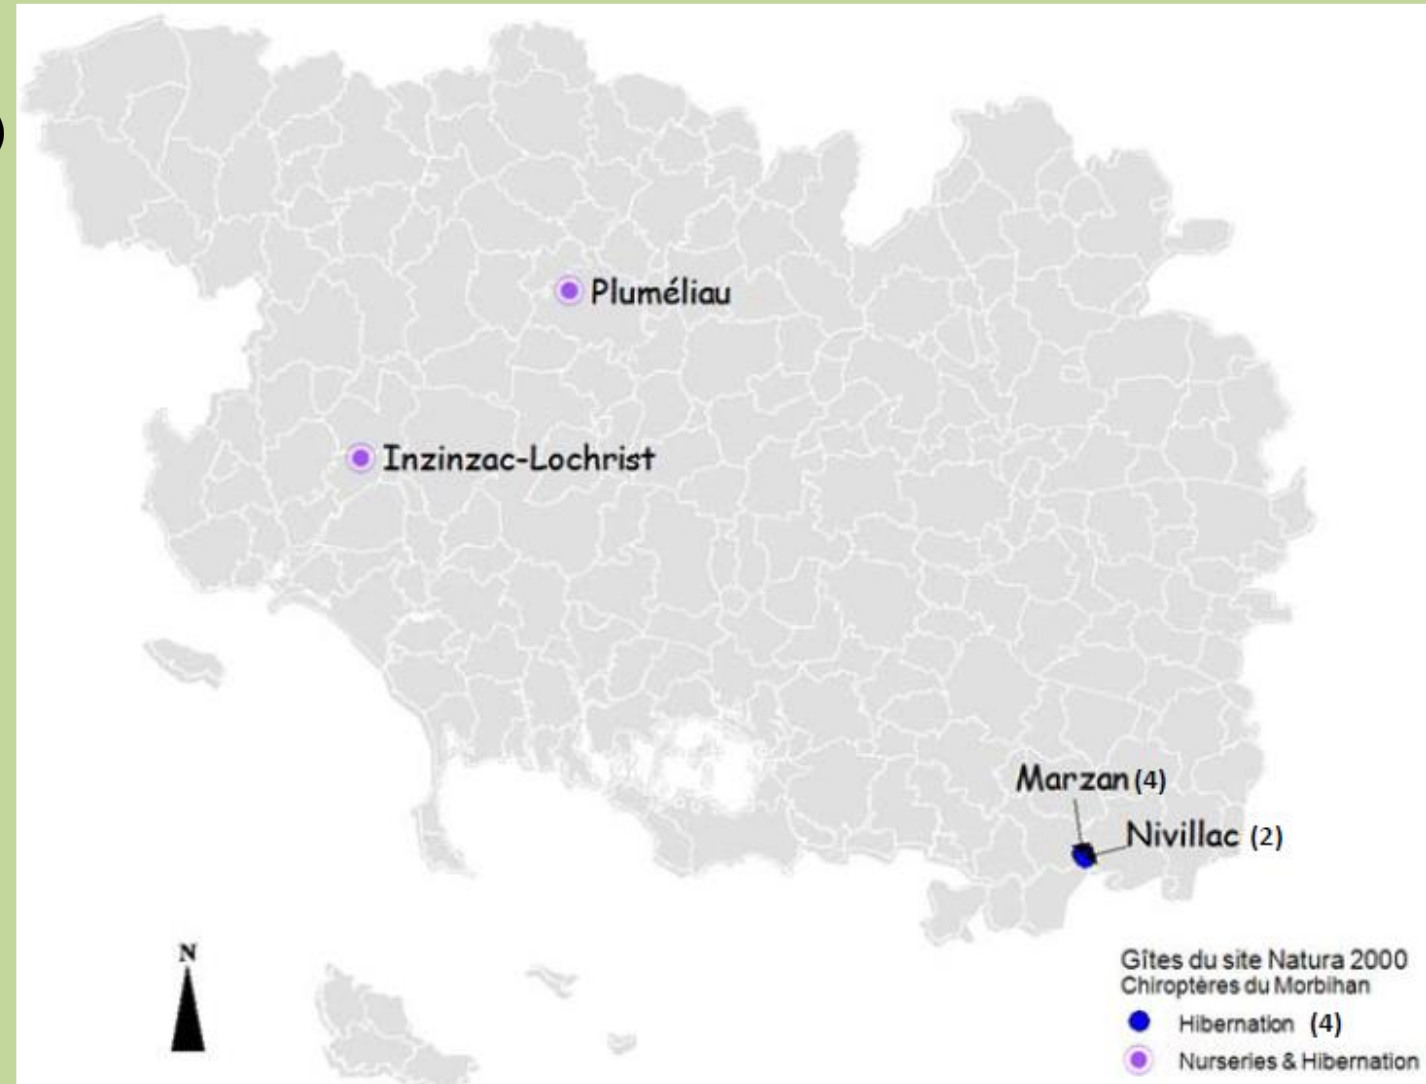 Pluméliau
Inzinzac-Lochrist
Marzan (4)
Nivillac (2)
N
Gîtes du site Natura 2000
Chiroptères du Morbihan
Hibernation (4)
Nurseries & Hibernation